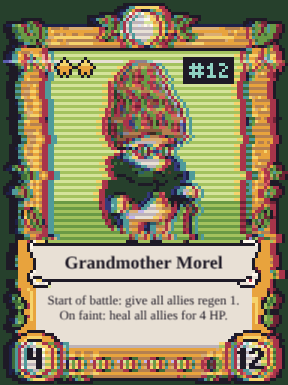 #12
Grandmother Morel
Start of battle: give all allies regen 1.
On faint: heal all allies for 4 HP.
4
12